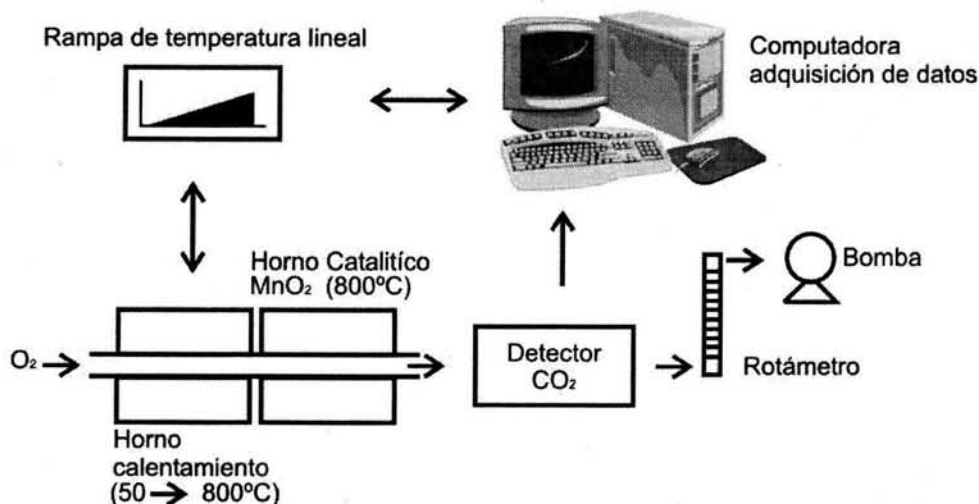 Rampa de temperatura lineal
Computadora
adquisición de datos
Horno Catalitíco
MnO₂ (800ºC)
Bomba
O₂
Detector
CO₂
Rotámetro
Horno
calentamiento
(50 → 800ºC)